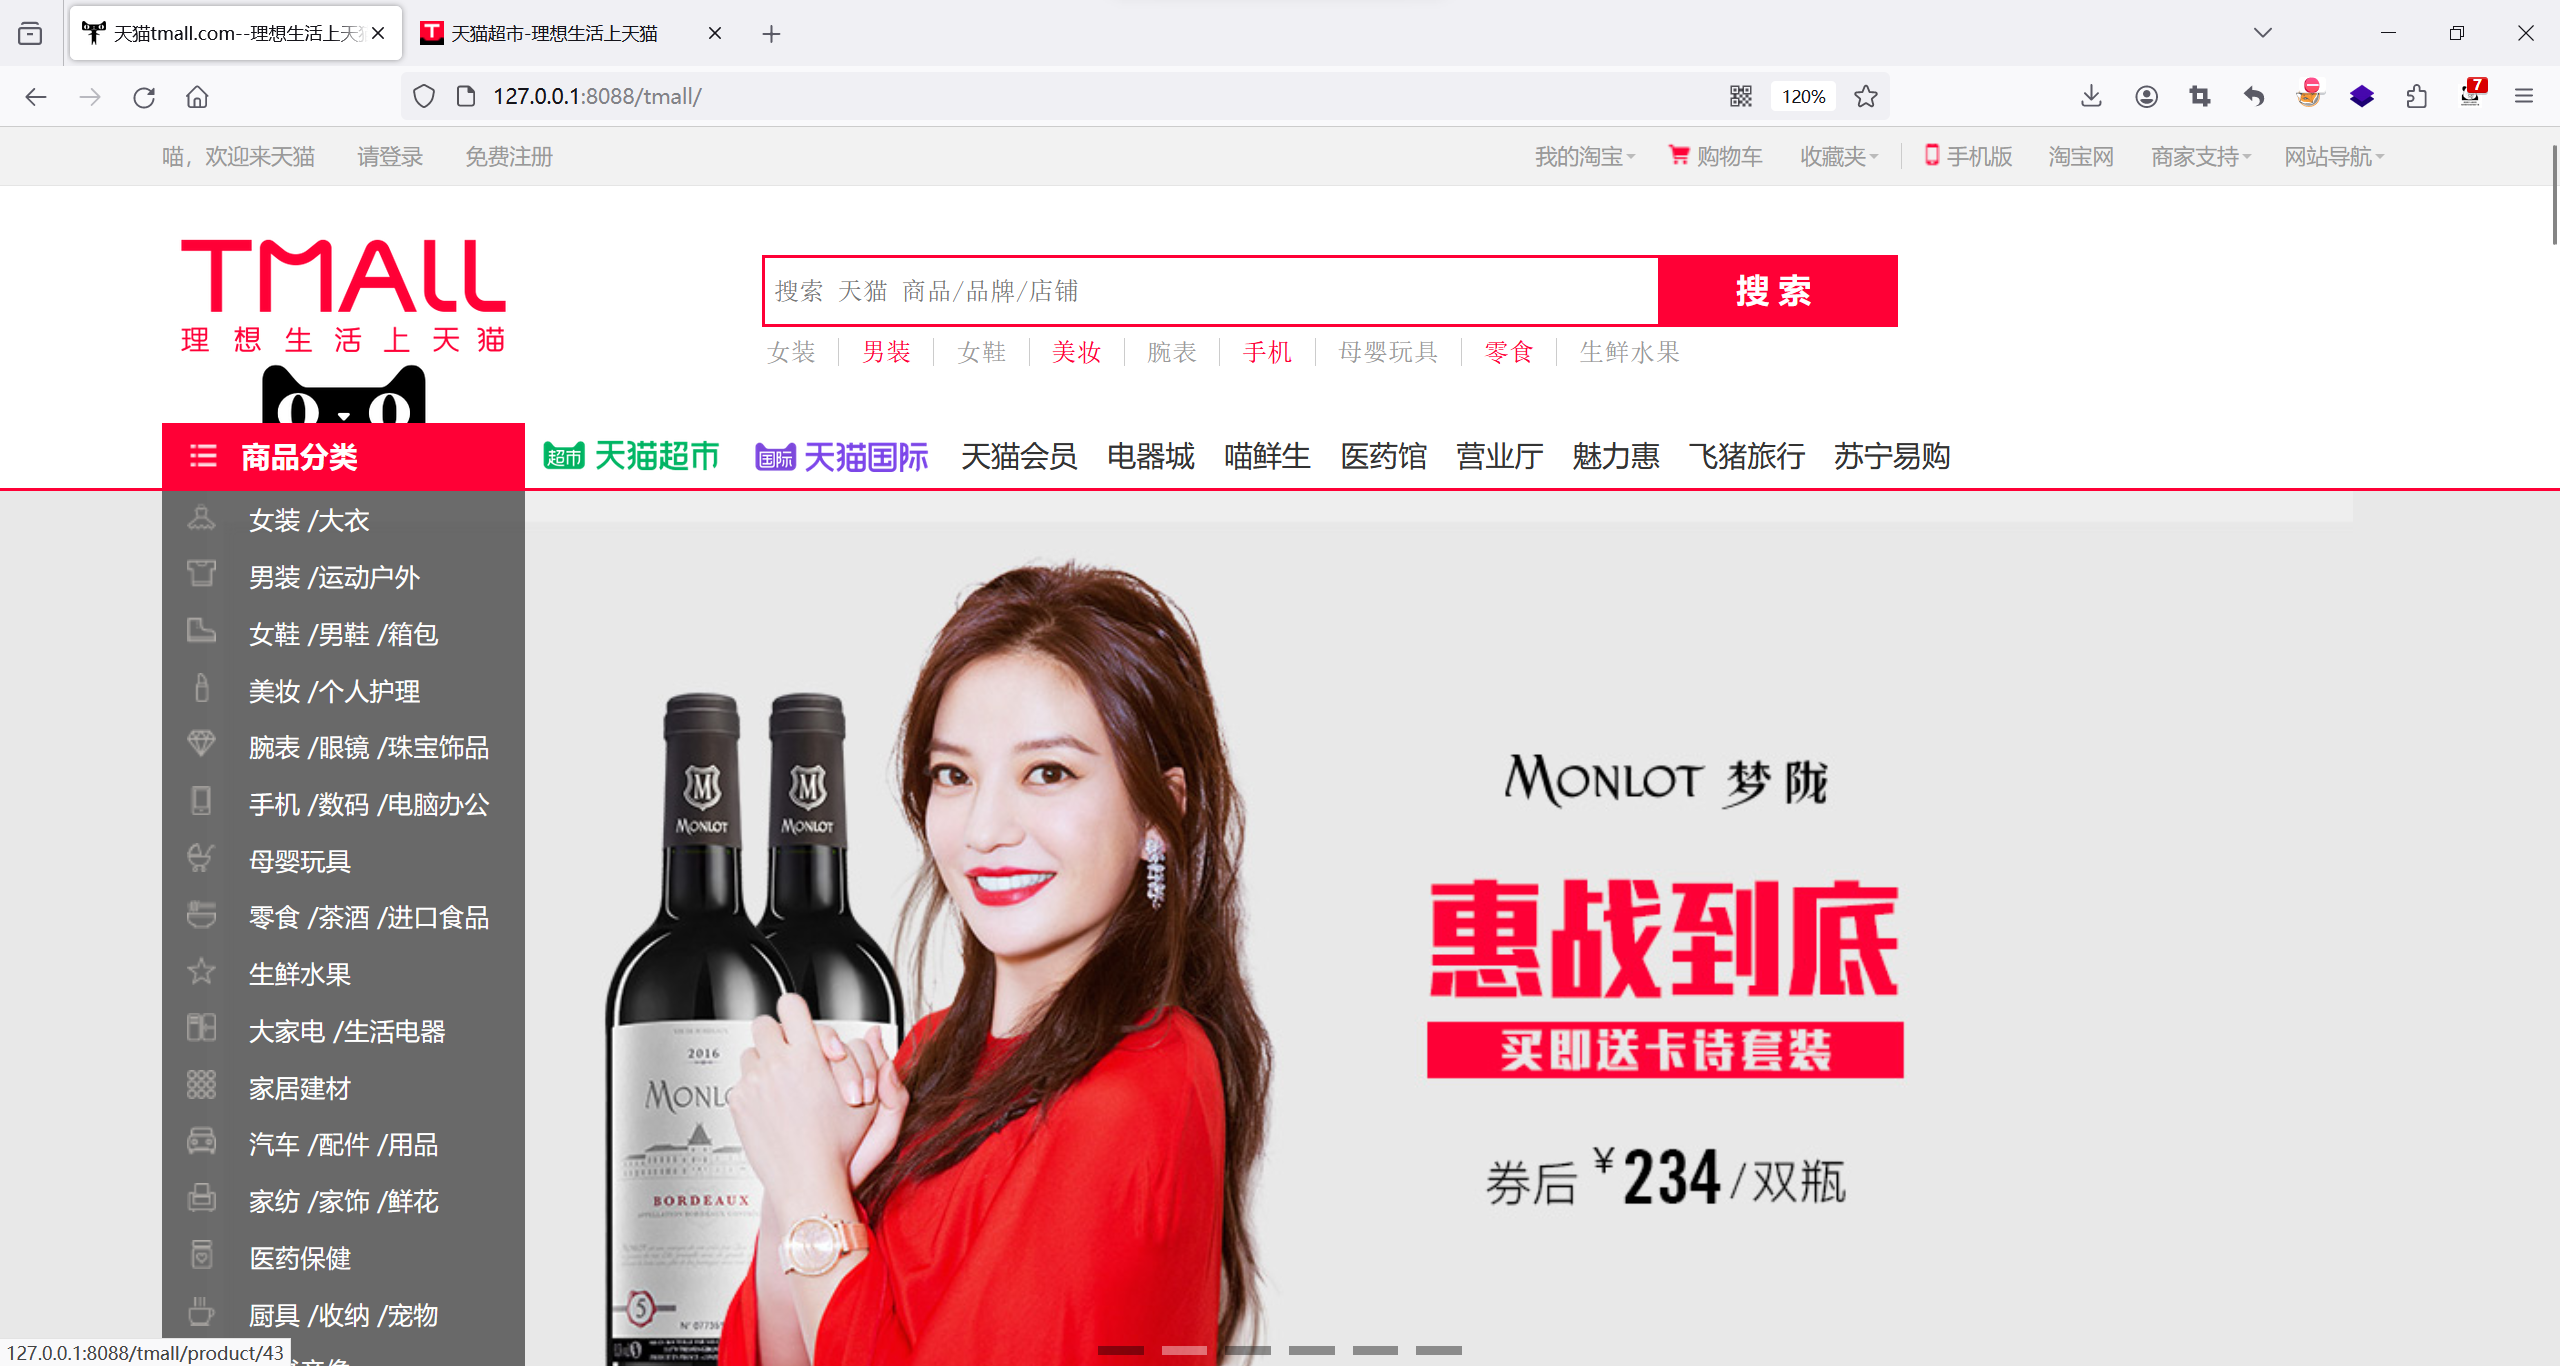 天猫tmall.com--理想生活上天猫
天猫超市-理想生活上天猫
127.0.0.1:8088/tmall/
120%
7
喵，欢迎来天猫 请登录 免费注册
我的淘宝 购物车 收藏夹 手机版 淘宝网 商家支持 网站导航
TMALL
理想生活上天猫
搜索 天猫 商品/品牌/店铺
搜 索
女装 男装 女鞋 美妆 腕表 手机 母婴玩具 零食 生鲜水果
商品分类
超市 天猫超市 国际 天猫国际 天猫会员 电器城 喵鲜生 医药馆 营业厅 魅力惠 飞猪旅行 苏宁易购
女装 /大衣
男装 /运动户外
女鞋 /男鞋 /箱包
美妆 /个人护理
腕表 /眼镜 /珠宝饰品
手机 /数码 /电脑办公
母婴玩具
零食 /茶酒 /进口食品
生鲜水果
大家电 /生活电器
家居建材
汽车 /配件 /用品
家纺 /家饰 /鲜花
医药保健
厨具 /收纳 /宠物
M
MONLOT
M
MONLOT
2016
BORDEAUX
5
MONLOT 梦陇
惠战到底
买即送卡诗套装
券后 ¥234/双瓶
127.0.0.1:8088/tmall/product/43